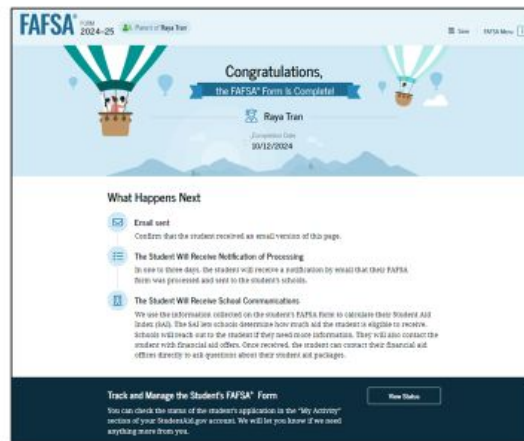 FAFSA® FORM
2024–25
Parent of Raya Tran
Save
FAFSA Menu
Congratulations,
the FAFSA® Form Is Complete!
Raya Tran
Completion Date
10/12/2024
What Happens Next
Email sent
Confirm that the student received an email version of this page.
The Student Will Receive Notification of Processing
In one to three days, the student will receive a notification by email that their FAFSA
form was processed and sent to the student's schools.
The Student Will Receive School Communications
We use the information collected on the student's FAFSA form to calculate their Student Aid
Index (SAI). The SAI lets schools determine how much aid the student is eligible to receive.
Schools will reach out to the student if they need more information. They will also contact the
student with financial aid offers. Once received, the student can contact their financial aid
offices directly to ask questions about their student aid packages.
Track and Manage the Student's FAFSA® Form
View Status
You can check the status of the student's application in the "My Activity"
section of your StudentAid.gov account. We will let you know if we need
anything more from you.